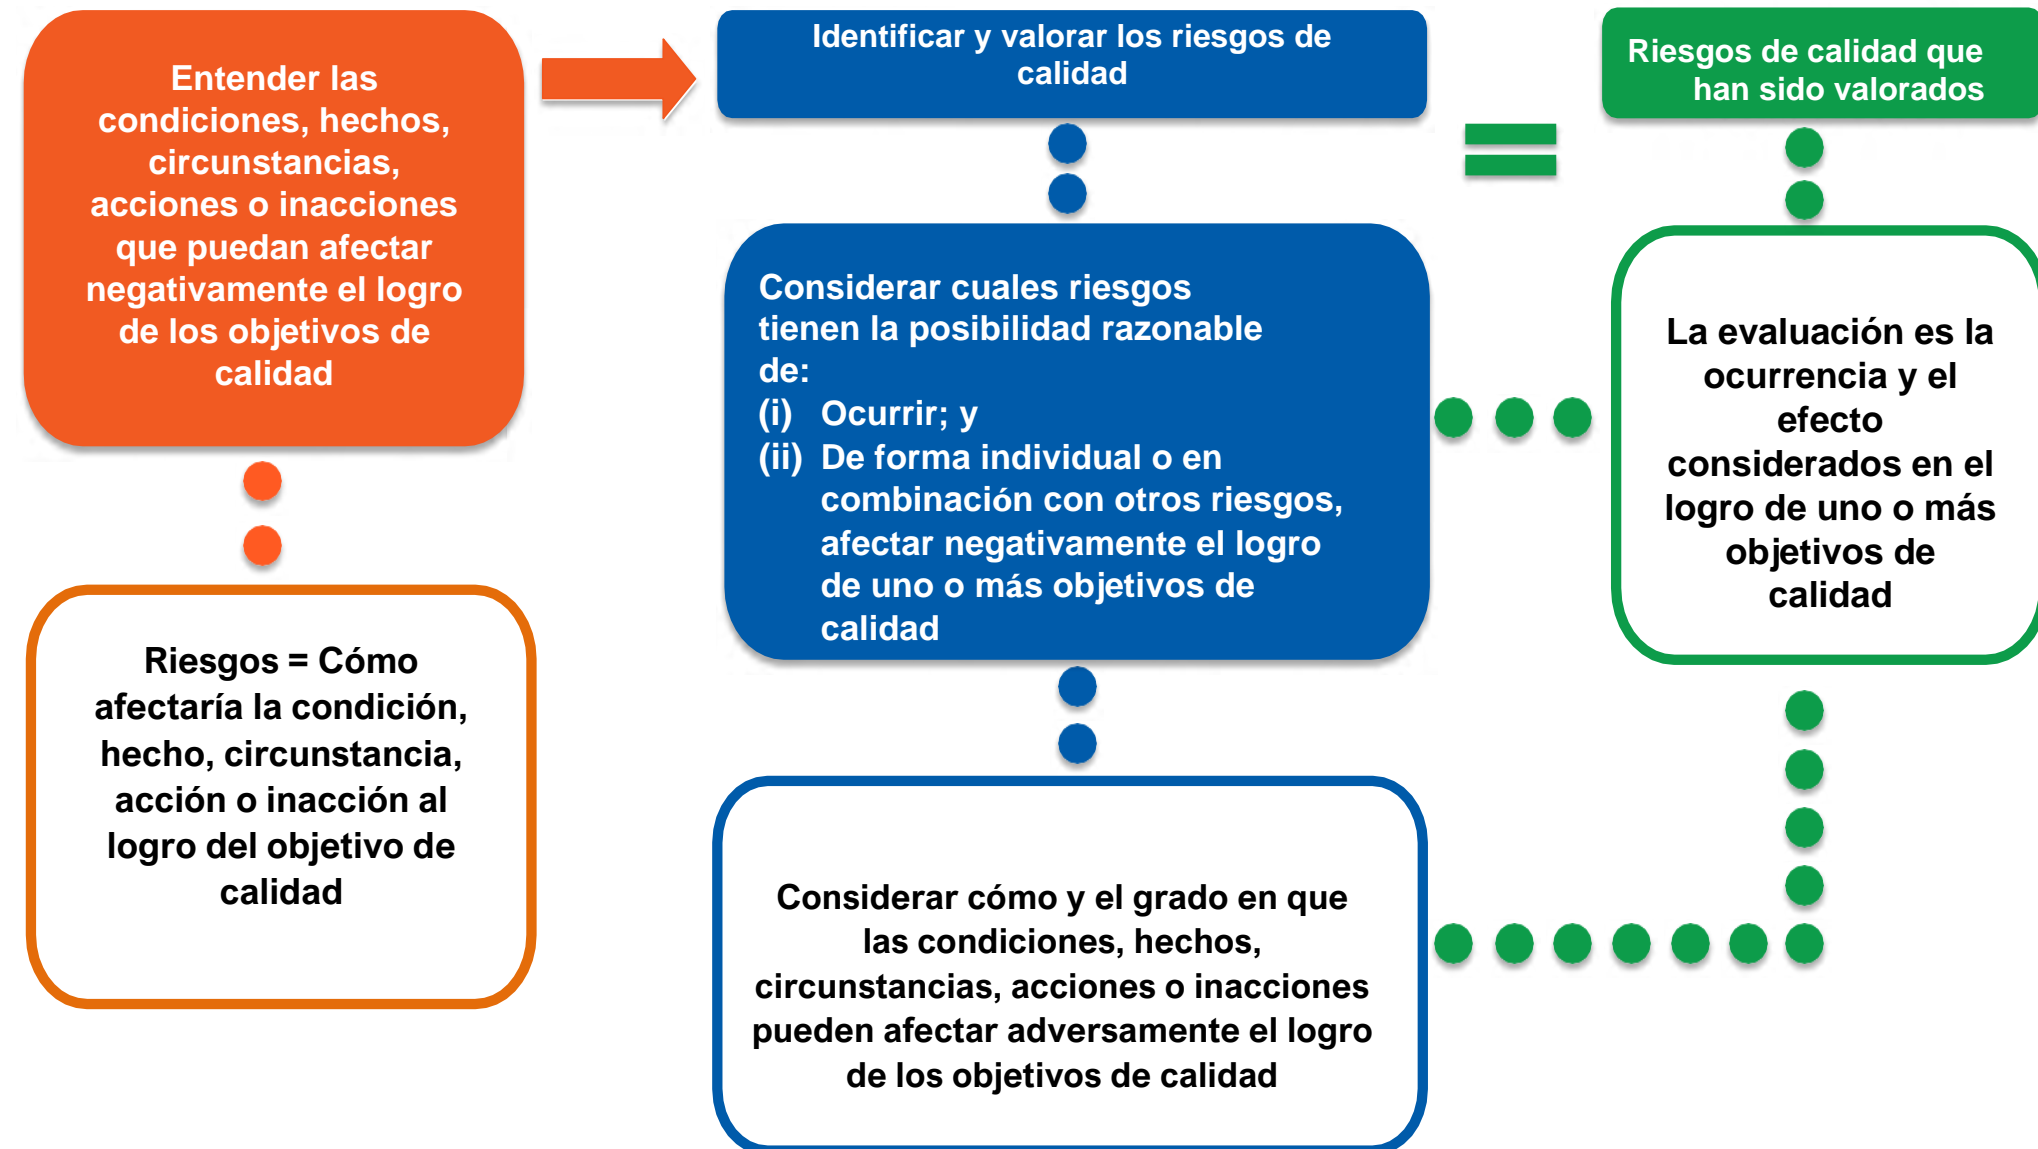 Entender las
condiciones, hechos,
circunstancias,
acciones o inacciones
que puedan afectar
negativamente el logro
de los objetivos de
calidad
Riesgos = Cómo
afectaría la condición,
hecho, circunstancia,
acción o inacción al
logro del objetivo de
calidad
Identificar y valorar los riesgos de
calidad
Considerar cuales riesgos
tienen la posibilidad razonable
de:
(i) Ocurrir; y
(ii) De forma individual o en
combinación con otros riesgos,
afectar negativamente el logro
de uno o más objetivos de
calidad
Considerar cómo y el grado en que
las condiciones, hechos,
circunstancias, acciones o inacciones
pueden afectar adversamente el logro
de los objetivos de calidad
Riesgos de calidad que
han sido valorados
La evaluación es la
ocurrencia y el
efecto
considerados en el
logro de uno o más
objetivos de
calidad